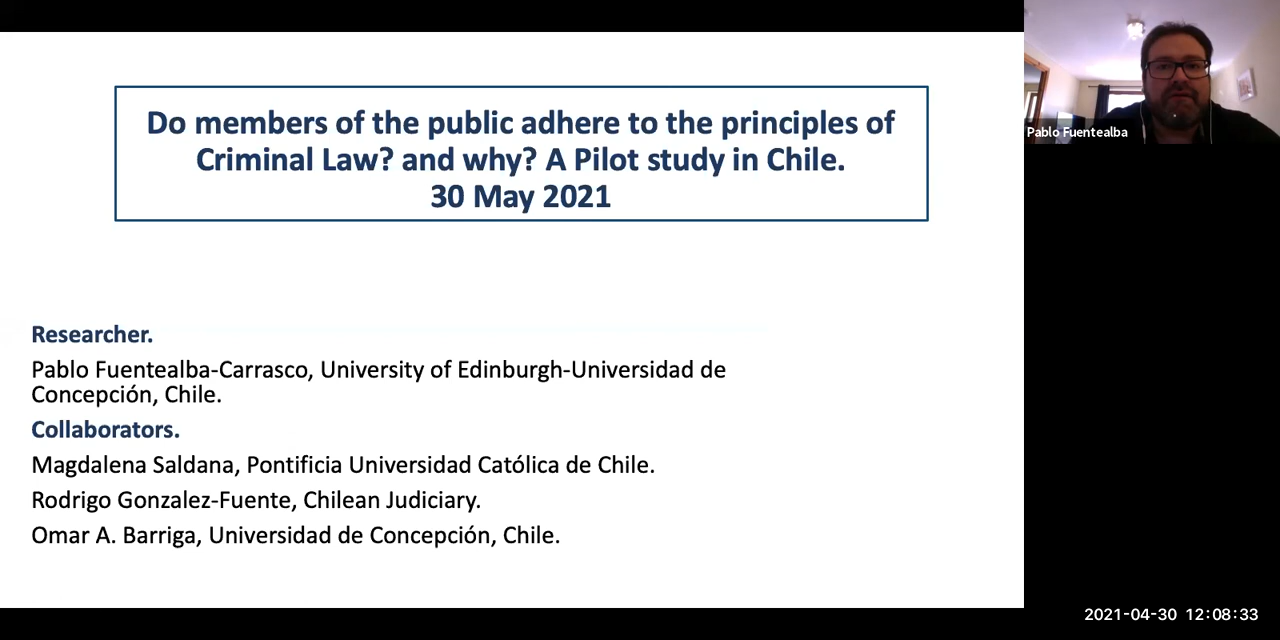 Do members of the public adhere to the principles of
Criminal Law? and why? A Pilot study in Chile.
30 May 2021
Researcher.
Pablo Fuentealba-Carrasco, University of Edinburgh-Universidad de
Concepción, Chile.
Collaborators.
Magdalena Saldana, Pontificia Universidad Católica de Chile.
Rodrigo Gonzalez-Fuente, Chilean Judiciary.
Omar A. Barriga, Universidad de Concepción, Chile.
Pablo Fuentealba
2021-04-30 12:08:33